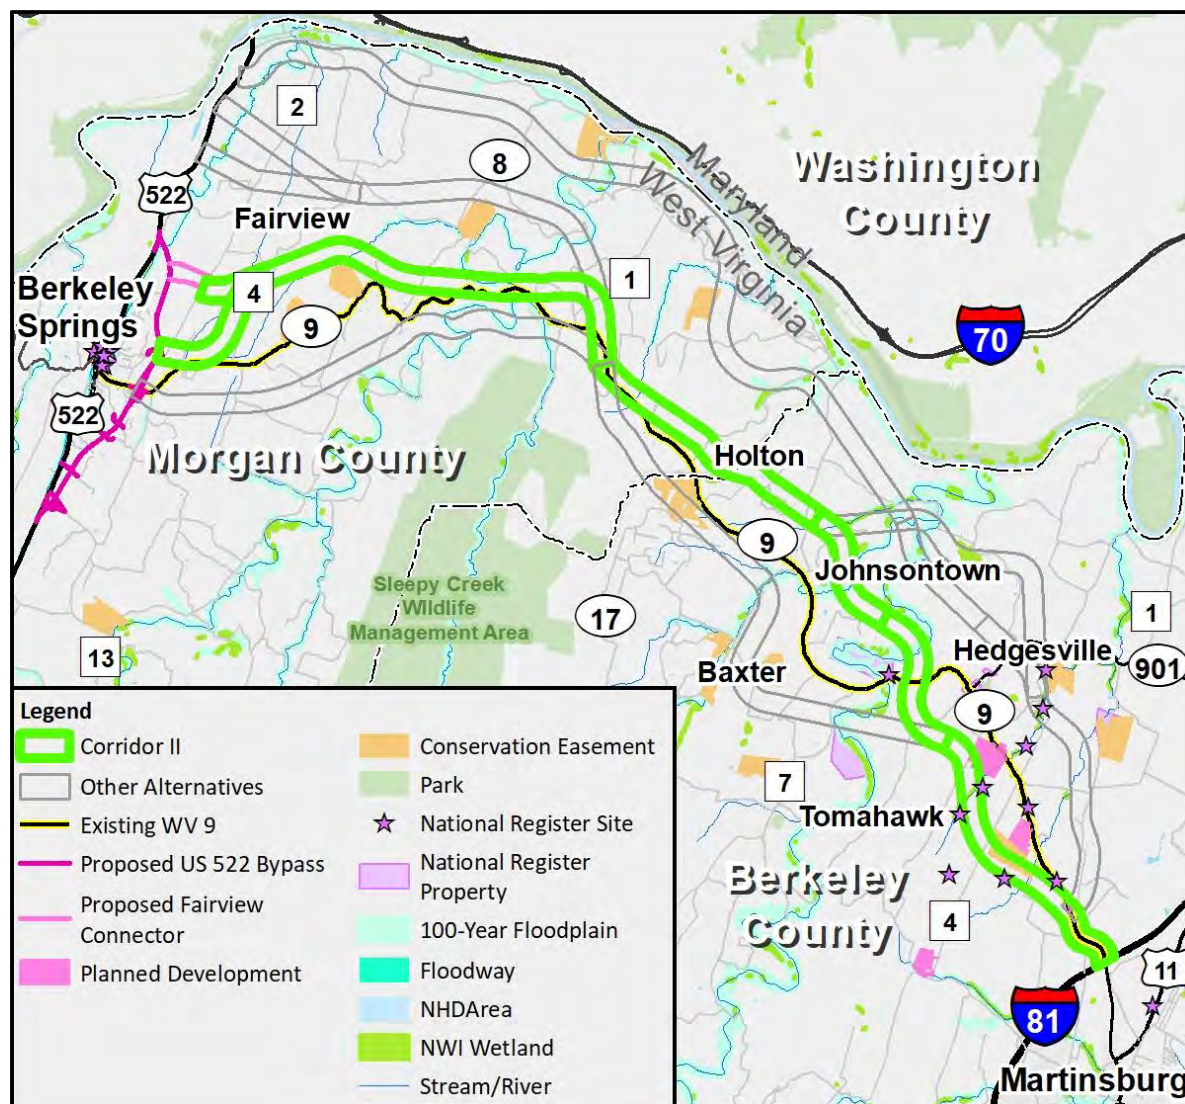 2
8
Maryland
West Virginia
Washington
County
522
Fairview
1
Berkeley
Springs
4
9
70
522
Morgan County
Holton
9
Johnsontown
Sleepy Creek
WIldlife
Management Area
17
1
13
Baxter
Hedgesville
901
9
7
Tomahawk
Berkeley
County
4
11
81
Martinsburg
Legend
Corridor II
Other Alternatives
Existing WV 9
Proposed US 522 Bypass
Proposed Fairview
Connector
Planned Development
Conservation Easement
Park
National Register Site
National Register
Property
100-Year Floodplain
Floodway
NHDArea
NWI Wetland
Stream/River